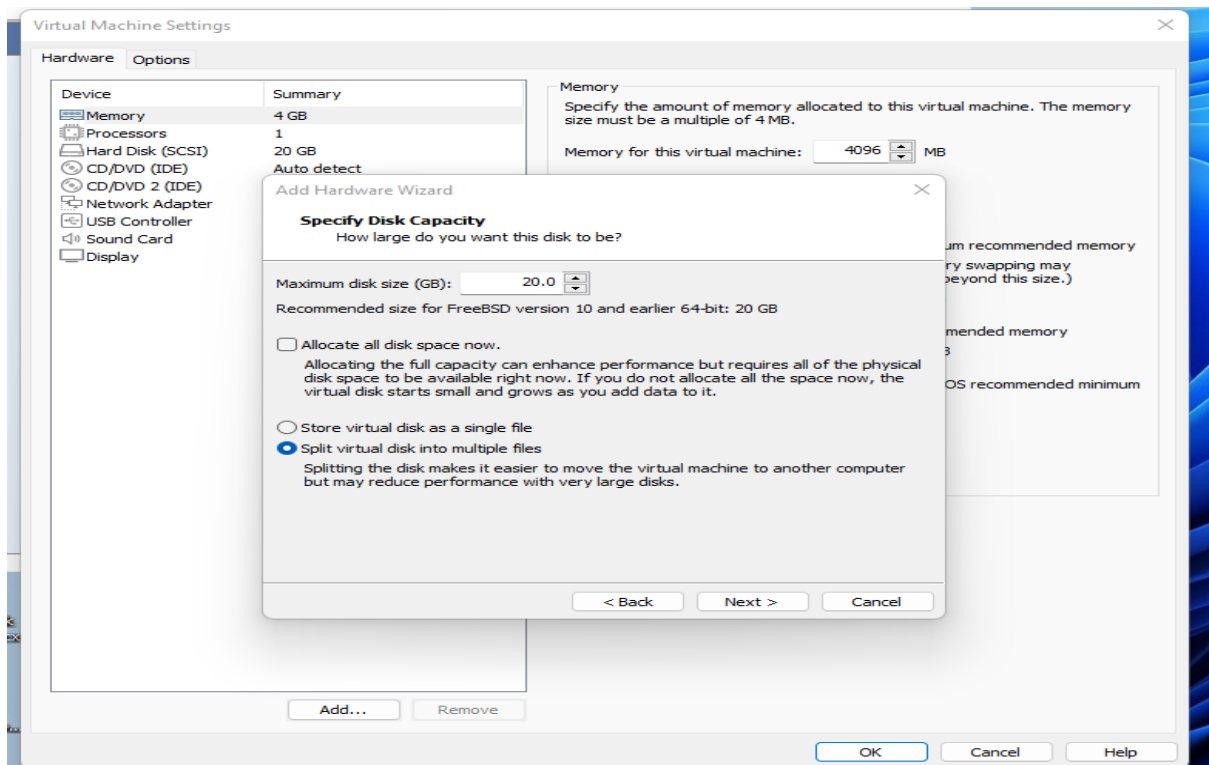 Virtual Machine Settings
Hardware Options
Device Summary
Memory 4 GB
Processors 1
Hard Disk (SCSI) 20 GB
CD/DVD (IDE) Auto detect
CD/DVD 2 (IDE)
Network Adapter
USB Controller
Sound Card
Display
Memory
Specify the amount of memory allocated to this virtual machine. The memory
size must be a multiple of 4 MB.
Memory for this virtual machine: 4096 MB
recommended memory
swapping may
beyond this size.)
memory
OS recommended minimum
Add Hardware Wizard
Specify Disk Capacity
How large do you want this disk to be?
Maximum disk size (GB): 20.0
Recommended size for FreeBSD version 10 and earlier 64-bit: 20 GB
Allocate all disk space now.
Allocating the full capacity can enhance performance but requires all of the physical
disk space to be available right now. If you do not allocate all the space now, the
virtual disk starts small and grows as you add data to it.
Store virtual disk as a single file
Split virtual disk into multiple files
Splitting the disk makes it easier to move the virtual machine to another computer
but may reduce performance with very large disks.
< Back Next > Cancel
Add... Remove
OK Cancel Help